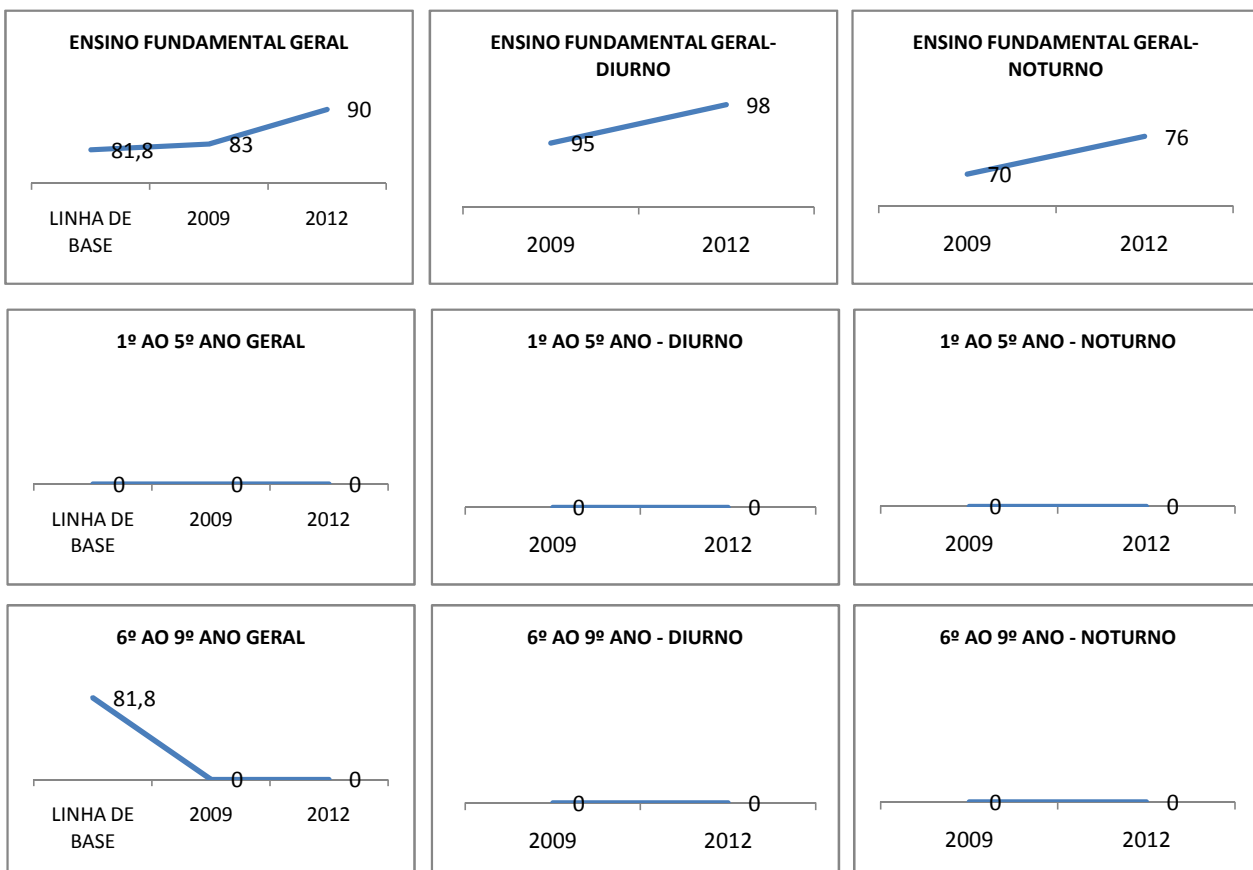 ENSINO FUNDAMENTAL GERAL
90
81,8
83
LINHA DE
BASE
2009
2012
ENSINO FUNDAMENTAL GERAL-
DIURNO
98
95
2009
2012
ENSINO FUNDAMENTAL GERAL-
NOTURNO
76
70
2009
2012
1º AO 5º ANO GERAL
0
0
0
LINHA DE
BASE
2009
2012
1º AO 5º ANO - DIURNO
0
0
2009
2012
1º AO 5º ANO - NOTURNO
0
0
2009
2012
6º AO 9º ANO GERAL
81,8
0
0
LINHA DE
BASE
2009
2012
6º AO 9º ANO - DIURNO
0
0
2009
2012
6º AO 9º ANO - NOTURNO
0
0
2009
2012